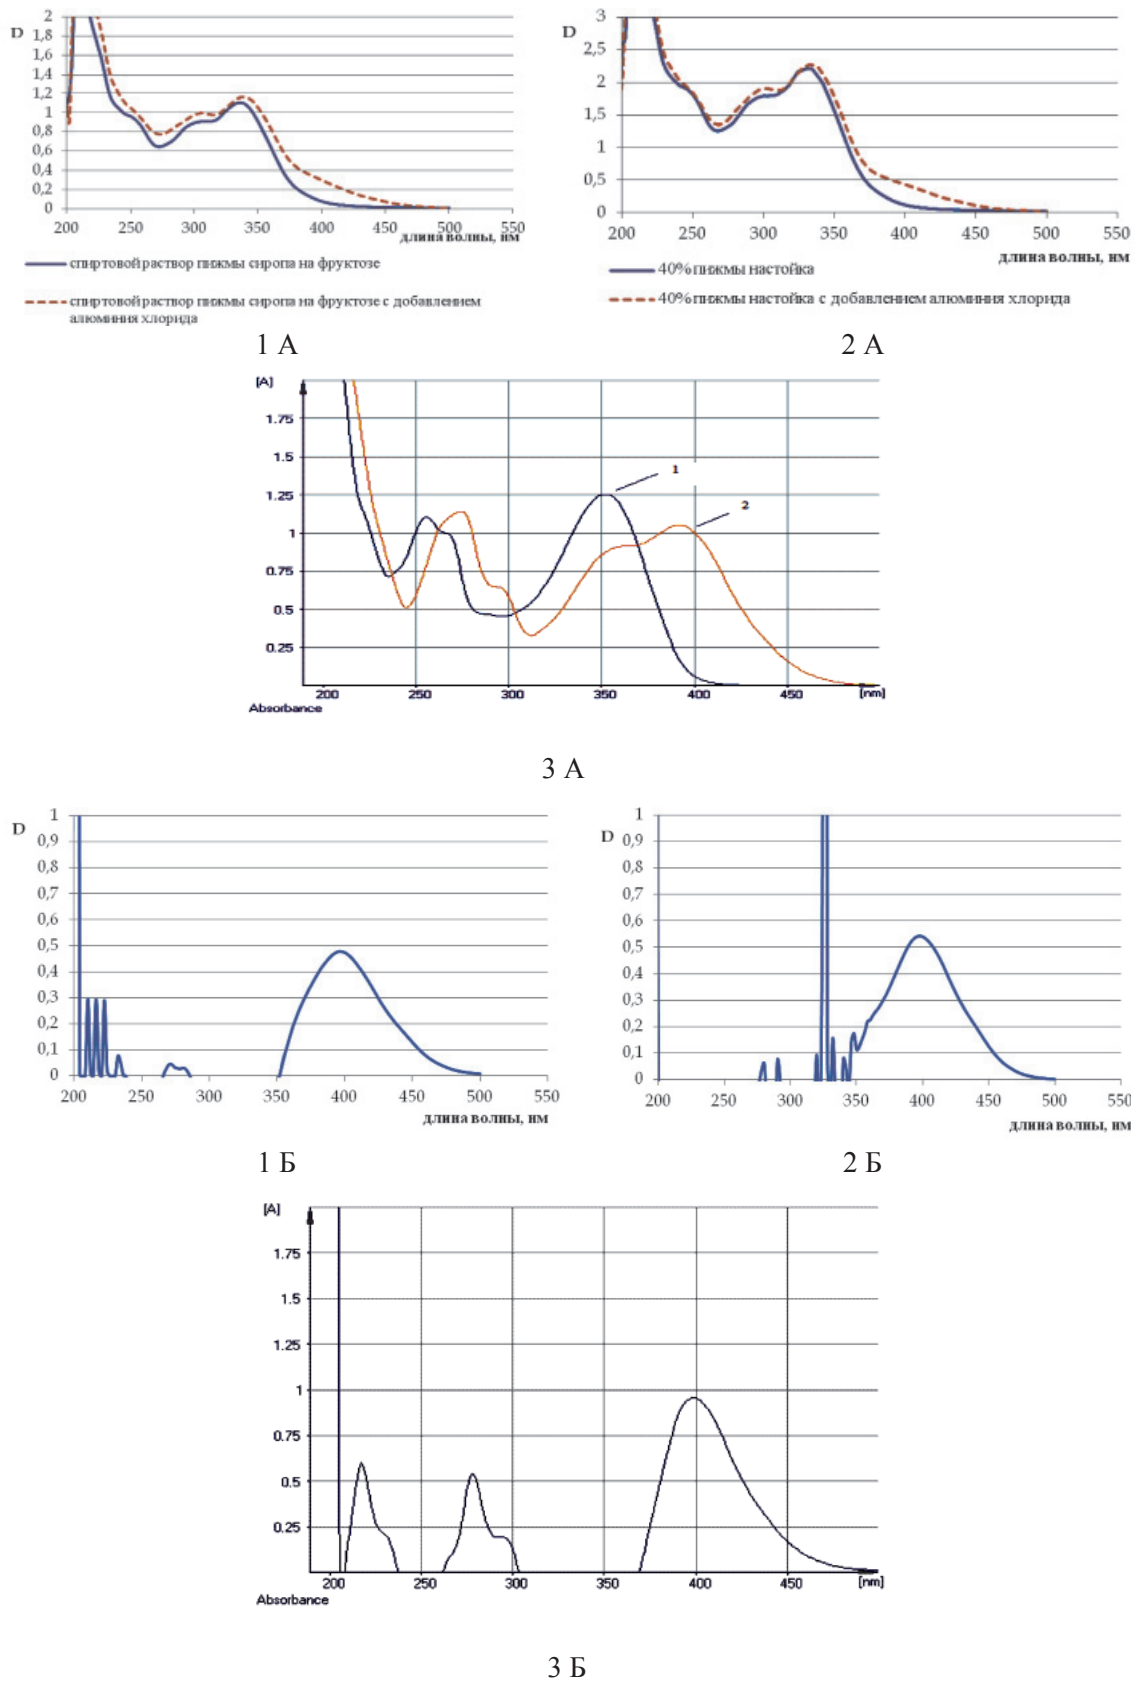 D
2
1,8
1,6
1,4
1,2
1
0,8
0,6
0,4
0,2
0
200 250 300 350 400 450 500 550
длина волны, нм
спиртовой раствор пижмы сиропа на фруктозе
спиртовой раствор пижмы сиропа на фруктозе с добавлением
алюминия хлорида
1 А
D
3
2,5
2
1,5
1
0,5
0
200 250 300 350 400 450 500 550
длина волны, нм
40% пижмы настойка
40% пижмы настойка с добавлением алюминия хлорида
2 А
[A]
1.75
1.5
1.25
1
0.75
0.5
0.25
1
2
200 250 300 350 400 450 [nm]
Absorbance
3 А
D
1
0,9
0,8
0,7
0,6
0,5
0,4
0,3
0,2
0,1
0
200 250 300 350 400 450 500 550
длина волны, нм
1 Б
D
1
0,9
0,8
0,7
0,6
0,5
0,4
0,3
0,2
0,1
0
200 250 300 350 400 450 500 550
длина волны, нм
2 Б
[A]
1.75
1.5
1.25
1
0.75
0.5
0.25
200 250 300 350 400 450 [nm]
Absorbance
3 Б